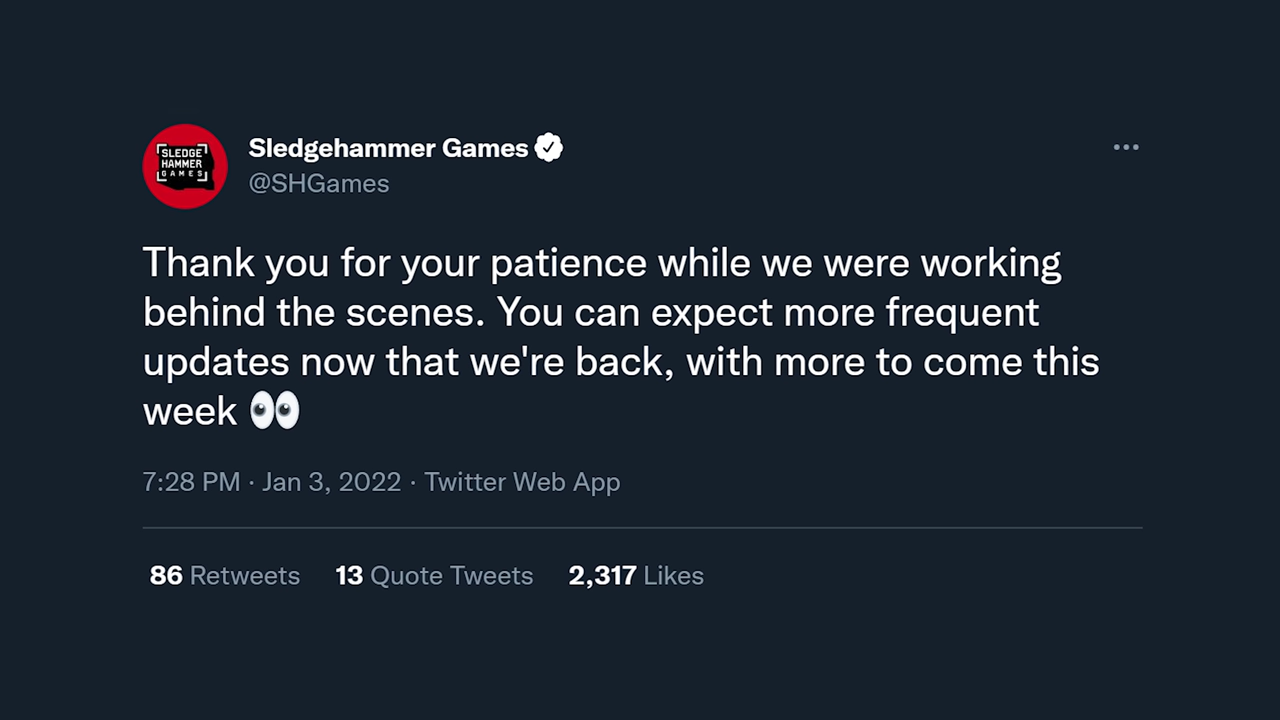 SLEDGE
HAMMER
GAMES
Sledgehammer Games
@SHGames
Thank you for your patience while we were working
behind the scenes. You can expect more frequent
updates now that we're back, with more to come this
week 👀
7:28 PM · Jan 3, 2022 · Twitter Web App
86 Retweets 13 Quote Tweets 2,317 Likes